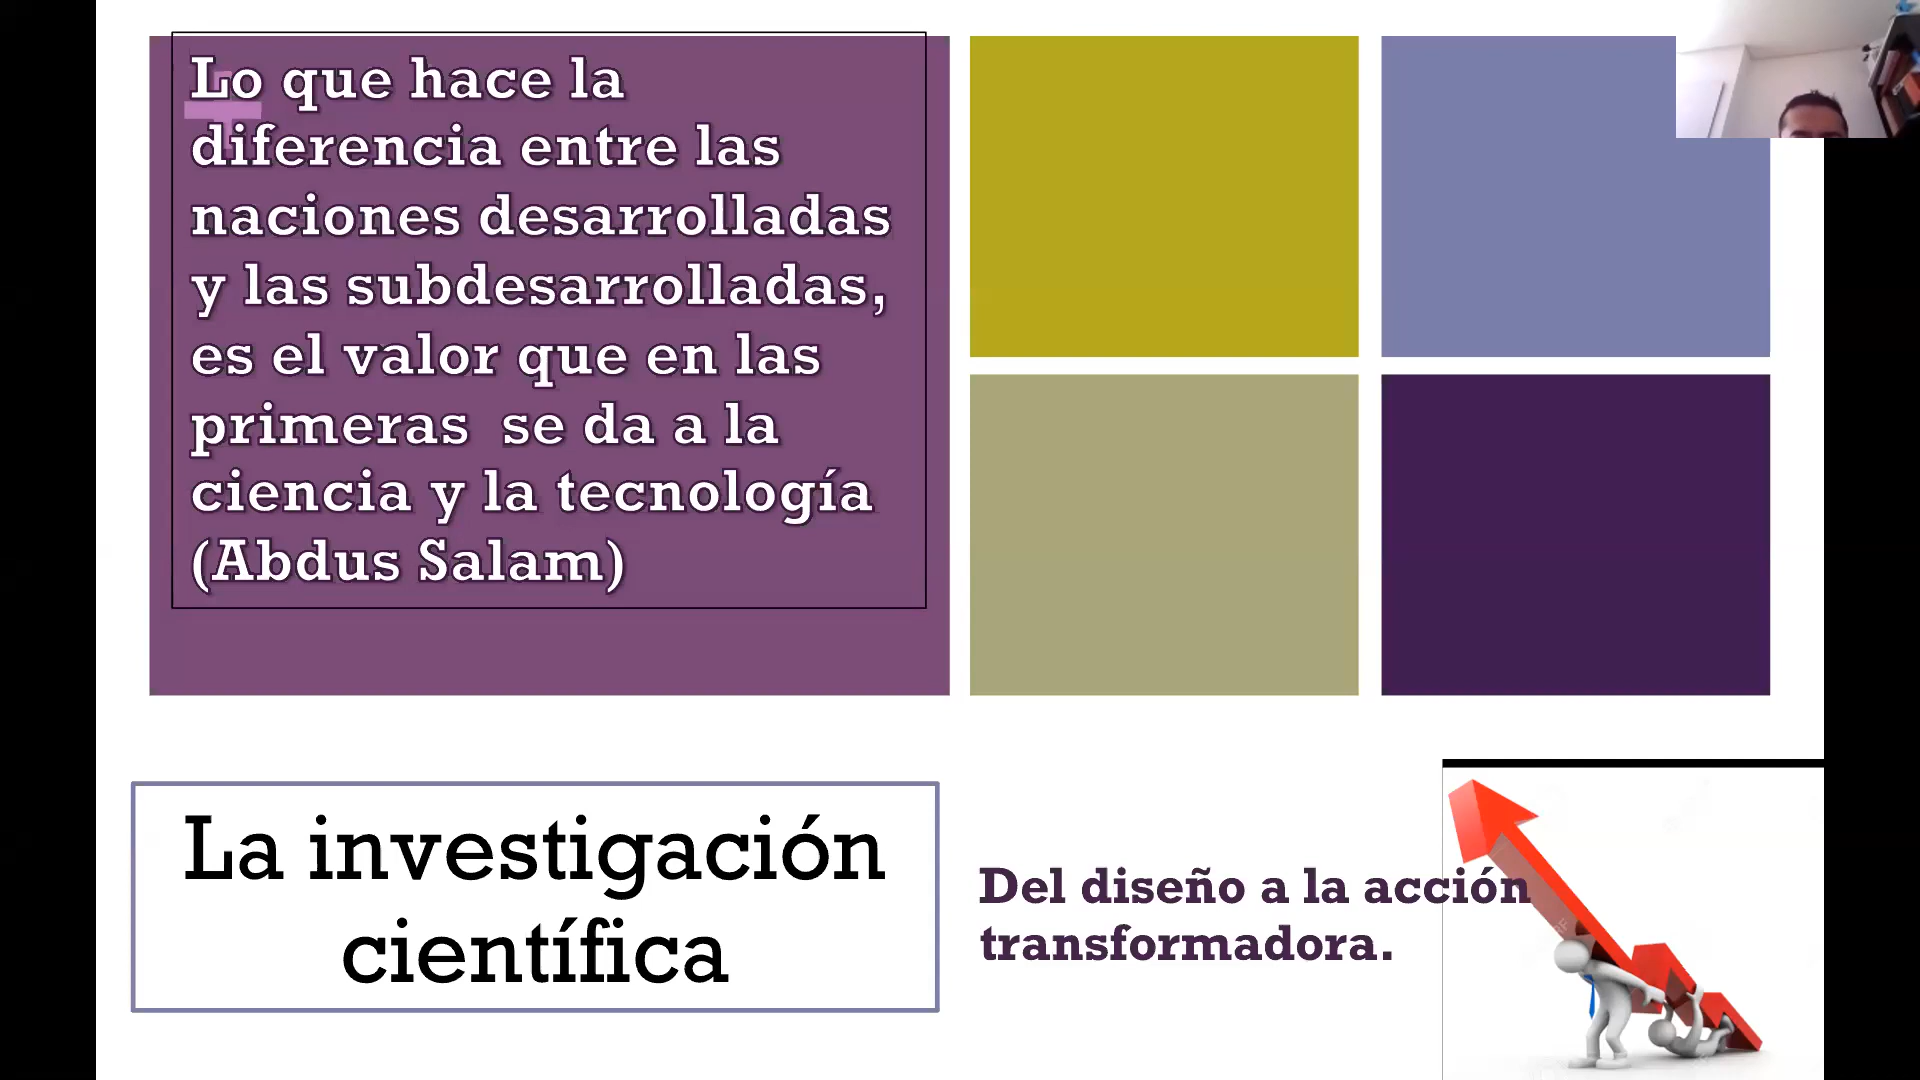 Lo que hace la
diferencia entre las
naciones desarrolladas
y las subdesarrolladas,
es el valor que en las
primeras  se da a la
ciencia y la tecnología
(Abdus Salam)
La investigación
científica
Del diseño a la acción
transformadora.